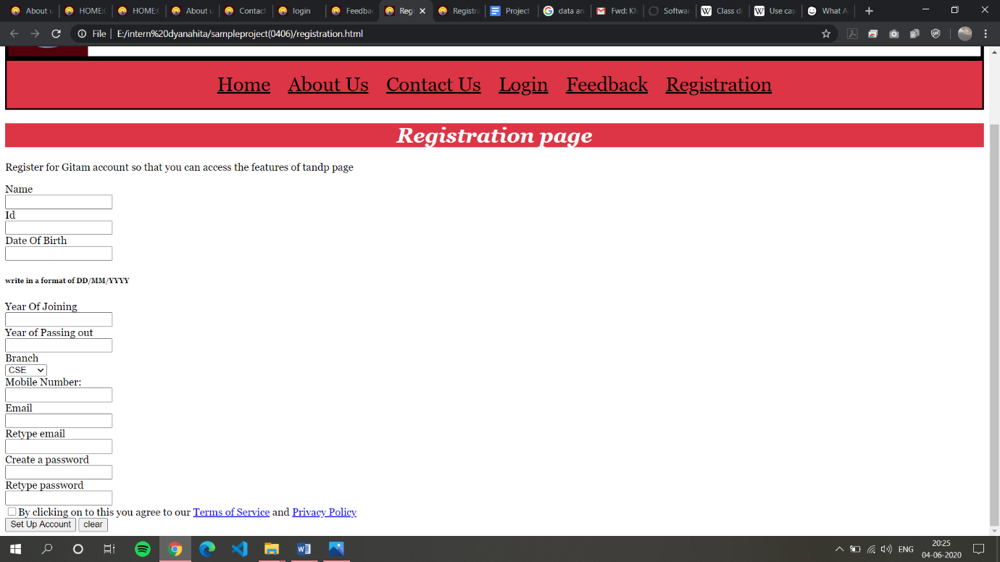 About u
HOME:
HOME:
About u
Contact
login
Feedba
Reg
Registra
Project
data an
Fwd: K
Softwar
Class di
Use cas
What A
File | E:/intern%20dyanahita/sampleproject(0406)/registration.html
Home About Us Contact Us Login Feedback Registration
Registration page
Register for Gitam account so that you can access the features of tandp page
Name
Id
Date Of Birth
write in a format of DD/MM/YYYY
Year Of Joining
Year of Passing out
Branch
CSE
Mobile Number:
Email
Retype email
Create a password
Retype password
By clicking on to this you agree to our Terms of Service and Privacy Policy
Set Up Account clear
ENG
20:25
04-06-2020